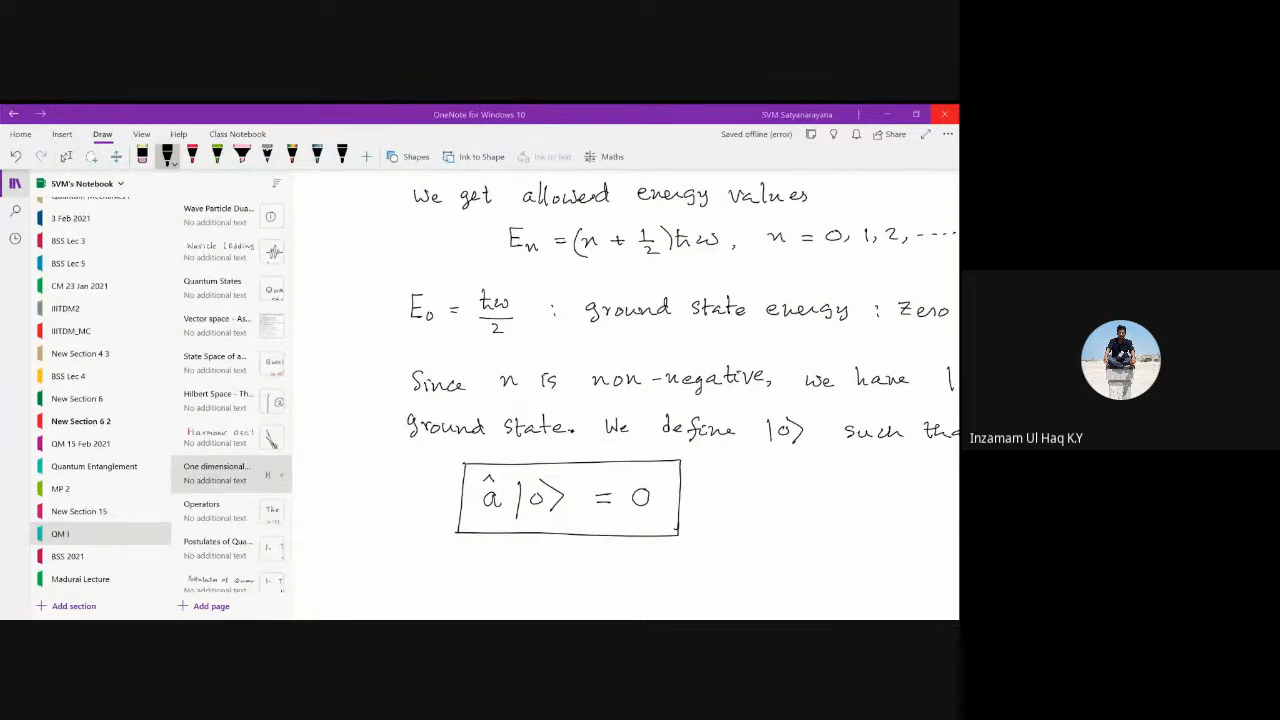 OneNote for Windows 10
SVM Satyanarayana
Home Insert Draw View Help Class Notebook
Saved offline (error) Share
Shapes Ink to Shape Ink to Text Maths
SVM's Notebook
Quantum Mechanics I
3 Feb 2021
BSS Lec 3
BSS Lec 5
CM 23 Jan 2021
IIITDM2
IIITDM_MC
New Section 4 3
BSS Lec 4
New Section 6
New Section 6 2
QM 15 Feb 2021
Quantum Entanglement
MP 2
New Section 15
QM I
BSS 2021
Madurai Lecture
+ Add section
Wave Particle Dua...
No additional text
No additional text
Quantum States
No additional text
Vector space - As...
No additional text
State Space of a...
No additional text
Hilbert Space - Th...
No additional text
Harmonic Osci
No additional text
One dimensional...
No additional text
H =
Operators
No additional text
The
Postulates of Qua...
No additional text
Postulates of Quan
No additional text
+ Add page
We get allowed energy values
Eₙ = (n + 1/2) ħω, n = 0, 1, 2, ....
E₀ = ħω/2 : ground state energy : Zero
Since n is non-negative, we have
ground state. We define |0> such tha
â |0> = 0
Inzamam Ul Haq K.Y